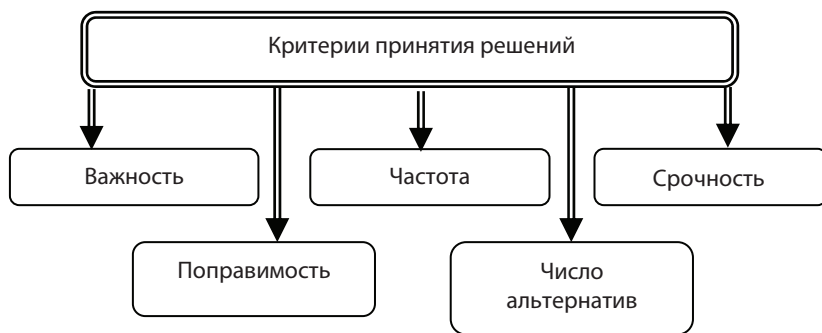 Критерии принятия решений
Важность
Частота
Срочность
Поправимость
Число
альтернатив